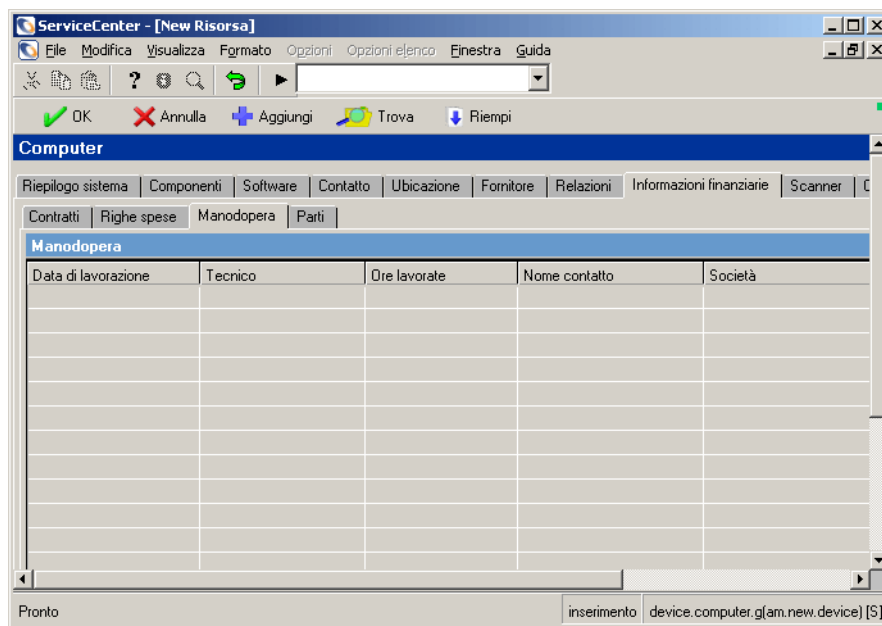 ServiceCenter - [New Risorsa]
File Modifica Visualizza Formato Opzioni Opzioni elenco Finestra Guida
?
OK Annulla Aggiungi Trova Riempi
Computer
Riepilogo sistema Componenti Software Contatto Ubicazione Fornitore Relazioni Informazioni finanziarie Scanner
Contratti Righe spese Manodopera Parti
Manodopera
Data di lavorazione Tecnico Ore lavorate Nome contatto Società
Pronto inserimento device.computer.g(am.new.device) [S]